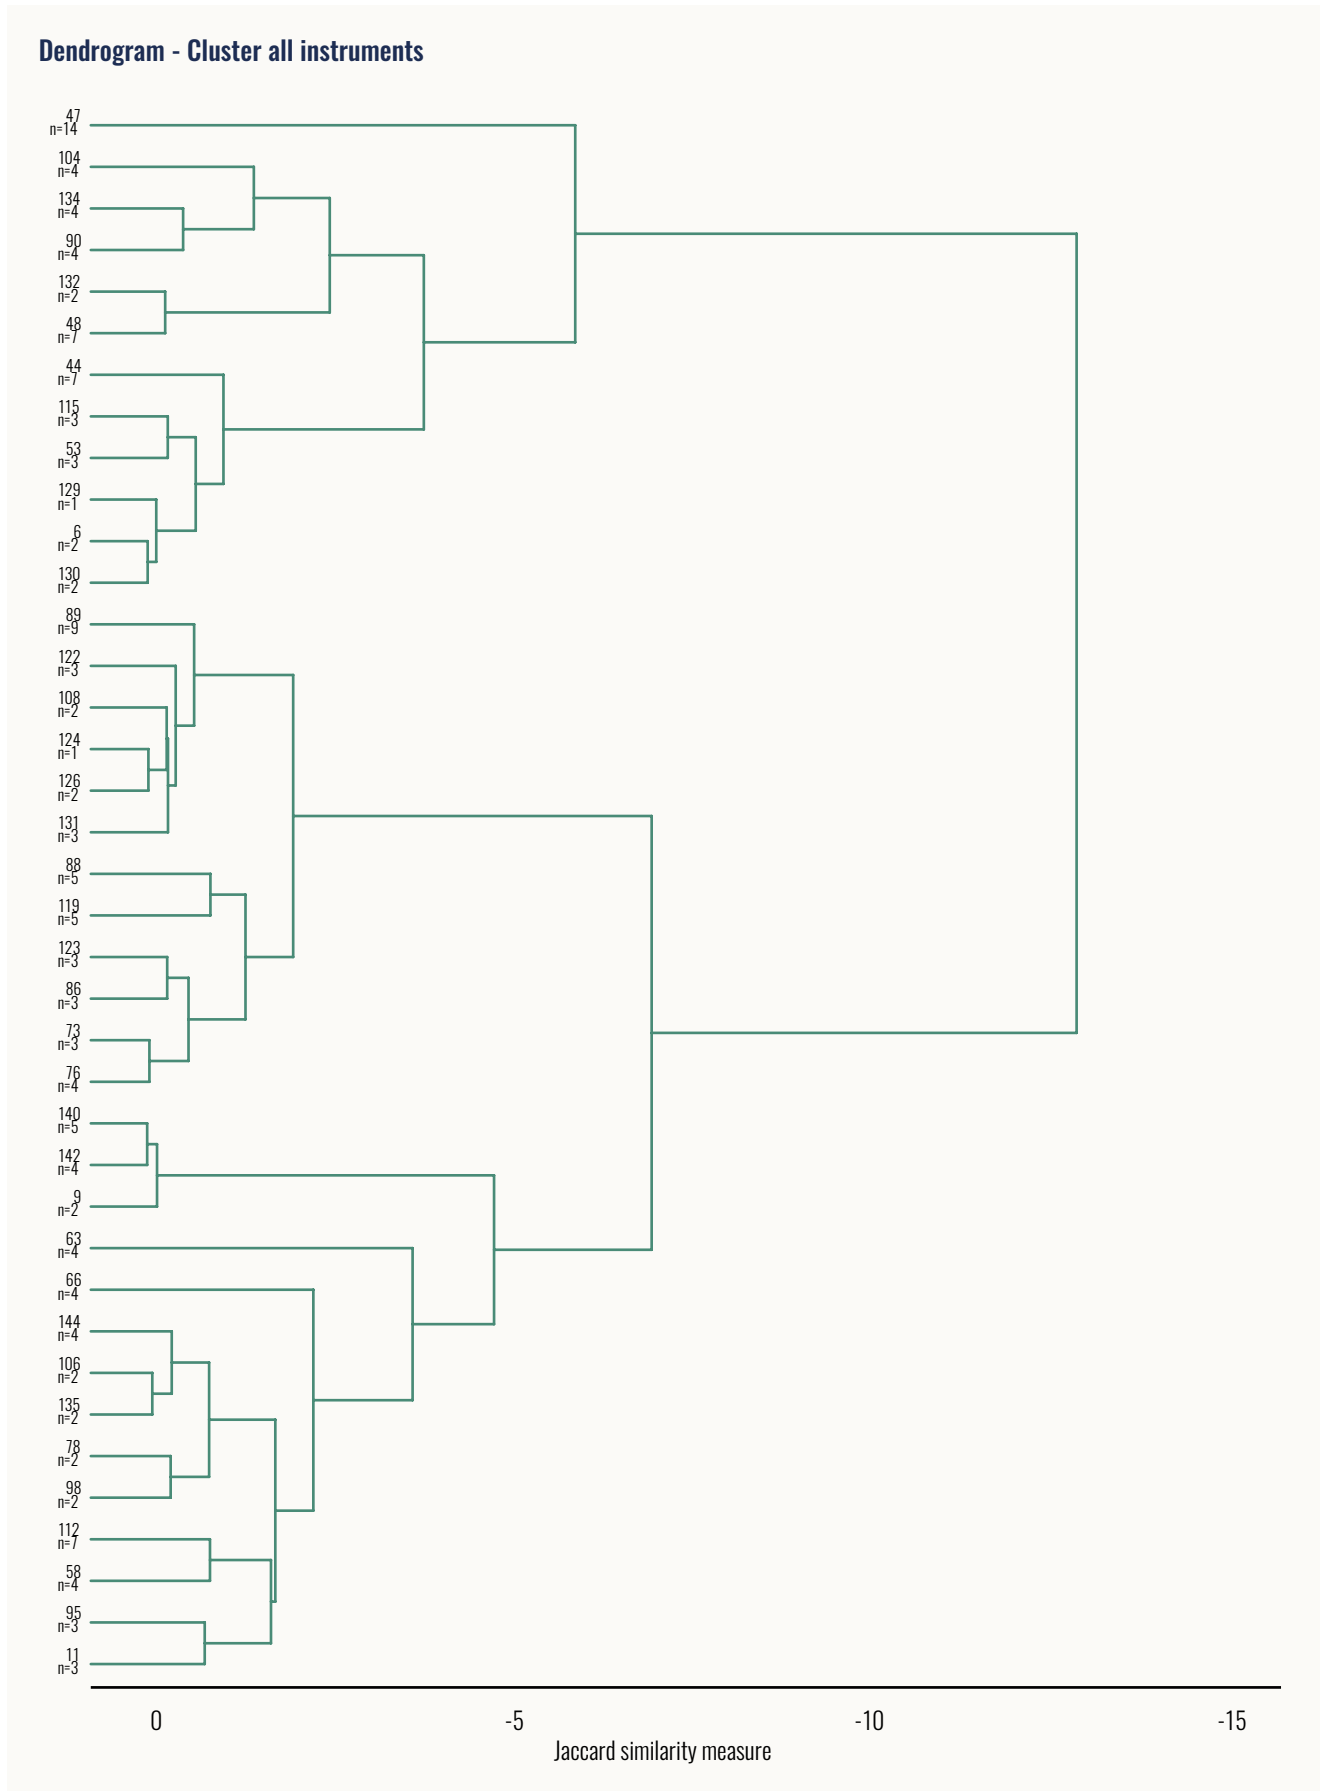 Dendrogram - Cluster all instruments
47
n=14
104
n=4
134
n=4
90
n=4
132
n=2
48
n=7
44
n=7
115
n=3
53
n=3
129
n=1
6
n=2
130
n=2
89
n=9
122
n=3
108
n=2
124
n=1
126
n=2
131
n=3
88
n=5
119
n=5
123
n=3
86
n=3
73
n=3
76
n=4
140
n=5
142
n=4
9
n=2
63
n=4
66
n=4
144
n=4
106
n=2
135
n=2
78
n=2
98
n=2
112
n=7
58
n=4
95
n=3
11
n=3
0 -5 -10 -15
Jaccard similarity measure